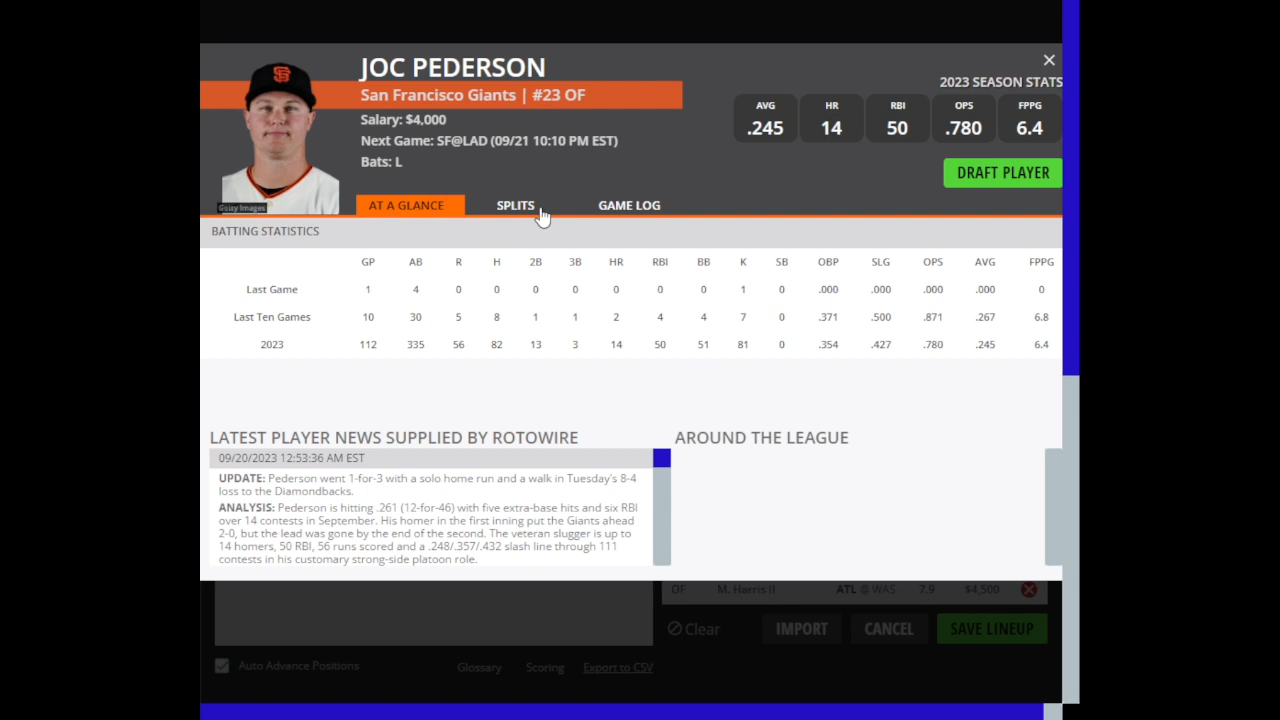 JOC PEDERSON
San Francisco Giants | #23 OF
Salary: $4,000
Next Game: SF@LAD (09/21 10:10 PM EST)
Bats: L
×
2023 SEASON STATS
AVG HR RBI OPS FPPG
.245 14 50 .780 6.4
DRAFT PLAYER
Getty Images
AT A GLANCE SPLITS GAME LOG
BATTING STATISTICS
GP AB R H 2B 3B HR RBI BB K SB OBP SLG OPS AVG FPPG
Last Game 1 4 0 0 0 0 0 0 0 1 0 .000 .000 .000 .000 0
Last Ten Games 10 30 5 8 1 1 2 4 4 7 0 .371 .500 .871 .267 6.8
2023 112 335 56 82 13 3 14 50 51 81 0 .354 .427 .780 .245 6.4
LATEST PLAYER NEWS SUPPLIED BY ROTOWIRE
09/20/2023 12:53:36 AM EST
UPDATE: Pederson went 1-for-3 with a solo home run and a walk in Tuesday's 8-4
loss to the Diamondbacks.
ANALYSIS: Pederson is hitting .261 (12-for-46) with five extra-base hits and six RBI
over 14 contests in September. His homer in the first inning put the Giants ahead
2-0, but the lead was gone by the end of the second. The veteran slugger is up to
14 homers, 50 RBI, 56 runs scored and a .248/.357/.432 slash line through 111
contests in his customary strong-side platoon role.
AROUND THE LEAGUE
OF M. Harris II ATL @ WAS 7.9 $4,500
Clear IMPORT CANCEL SAVE LINEUP
Auto Advance Positions Glossary Scoring Export to CSV